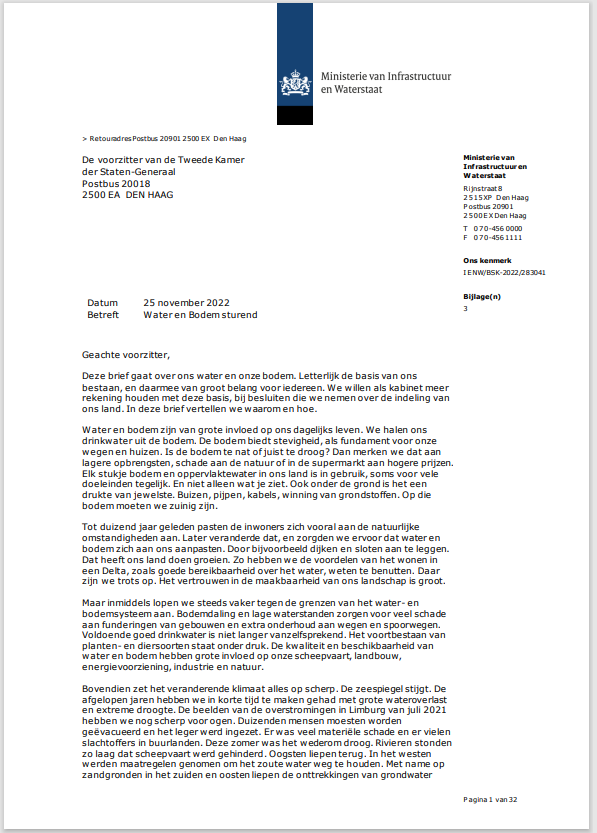 Ministerie van Infrastructuur
en Waterstaat
> Retouradres Postbus 20901 2500 EX Den Haag
De voorzitter van de Tweede Kamer
der Staten-Generaal
Postbus 20018
2500 EA DEN HAAG
Ministerie van
Infrastructuur en
Waterstaat
Rijnstraat 8
2515 XP Den Haag
Postbus 20901
2500 EX Den Haag
T 070-456 0000
F 070-456 1111
Ons kenmerk
IENW/BSK-2022/283041
Bijlage(n)
3
Datum 25 november 2022
Betreft Water en Bodem sturend
Geachte voorzitter,
Deze brief gaat over ons water en onze bodem. Letterlijk de basis van ons
bestaan, en daarmee van groot belang voor iedereen. We willen als kabinet meer
rekening houden met deze basis, bij besluiten die we nemen over de indeling van
ons land. In deze brief vertellen we waarom en hoe.
Water en bodem zijn van grote invloed op ons dagelijks leven. We halen ons
drinkwater uit de bodem. De bodem biedt stevigheid, als fundament voor onze
wegen en huizen. Is de bodem te nat of juist te droog? Dan merken we dat aan
lagere opbrengsten, schade aan de natuur of in de supermarkt aan hogere prijzen.
Elk stukje bodem en oppervlaktewater in ons land is in gebruik, soms voor vele
doeleinden tegelijk. En niet alleen wat je ziet. Ook onder de grond is het een
drukte van jewelste. Buizen, pijpen, kabels, winning van grondstoffen. Op die
bodem moeten we zuinig zijn.
Tot duizend jaar geleden pasten de inwoners zich vooral aan de natuurlijke
omstandigheden aan. Later veranderde dat, en zorgden we ervoor dat water en
bodem zich aan ons aanpasten. Door bijvoorbeeld dijken en sloten aan te leggen.
Dat heeft ons land doen groeien. Zo hebben we de voordelen van het wonen in
een Delta, zoals goede bereikbaarheid over het water, weten te benutten. Daar
zijn we trots op. Het vertrouwen in de maakbaarheid van ons landschap is groot.
Maar inmiddels lopen we steeds vaker tegen de grenzen van het water- en
bodemsysteem aan. Bodemdaling en lage waterstanden zorgen voor veel schade
aan funderingen van gebouwen en extra onderhoud aan wegen en spoorwegen.
Voldoende goed drinkwater is niet langer vanzelfsprekend. Het voortbestaan van
planten- en diersoorten staat onder druk. De kwaliteit en beschikbaarheid van
water en bodem hebben grote invloed op onze scheepvaart, landbouw,
energievoorziening, industrie en natuur.
Bovendien zet het veranderende klimaat alles op scherp. De zeespiegel stijgt. De
afgelopen jaren hebben we in korte tijd te maken gehad met grote wateroverlast
en extreme droogte. De beelden van de overstromingen in Limburg van juli 2021
hebben we nog scherp voor ogen. Duizenden mensen moesten worden
geëvacueerd en het leger werd ingezet. Er was veel materiële schade en er vielen
slachtoffers in buurlanden. Deze zomer was het wederom droog. Rivieren stonden
zo laag dat scheepvaart werd gehinderd. Oogsten liepen terug. In het westen
werden maatregelen genomen om het zoute water weg te houden. Met name op
zandgronden in het zuiden en oosten liepen de onttrekkingen van grondwater
Pagina 1 van 32